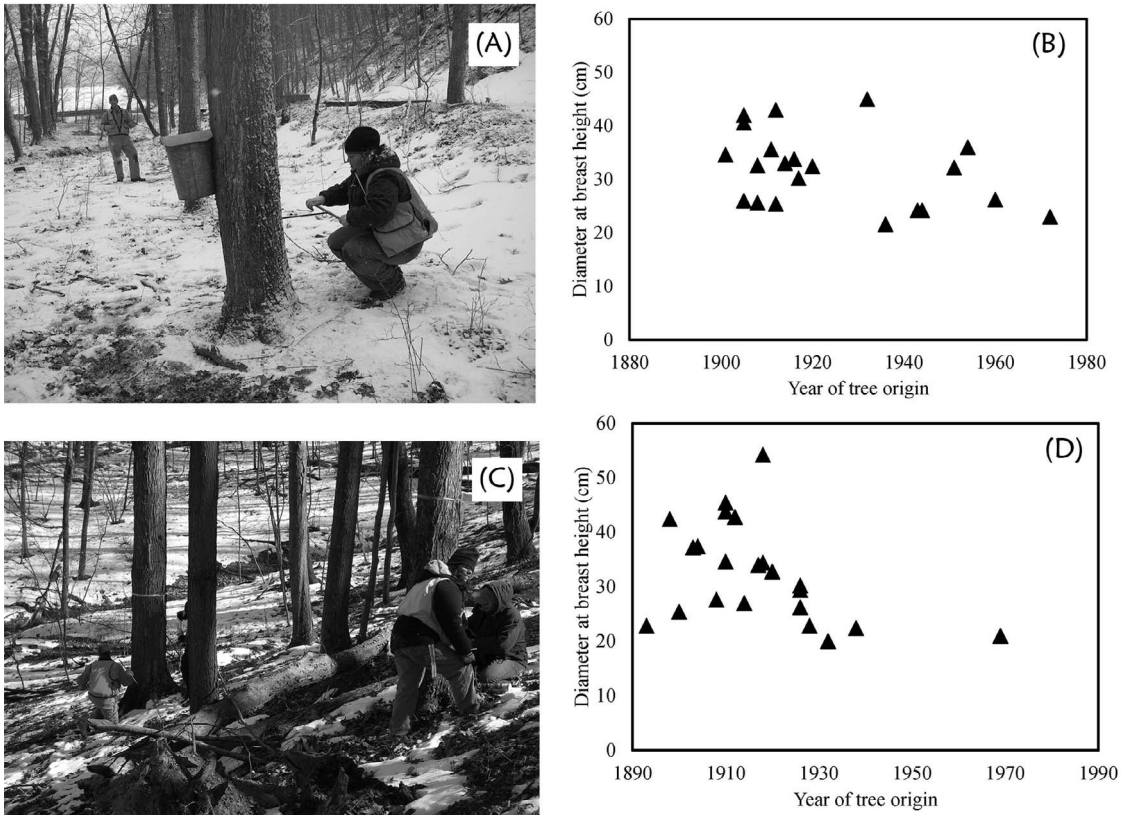 (A)
(B)
Diameter at breast height (cm)
60
50
40
30
20
10
0
1880 1900 1920 1940 1960 1980
Year of tree origin
(C)
(D)
Diameter at breast height (cm)
60
50
40
30
20
10
0
1890 1910 1930 1950 1970 1990
Year of tree origin